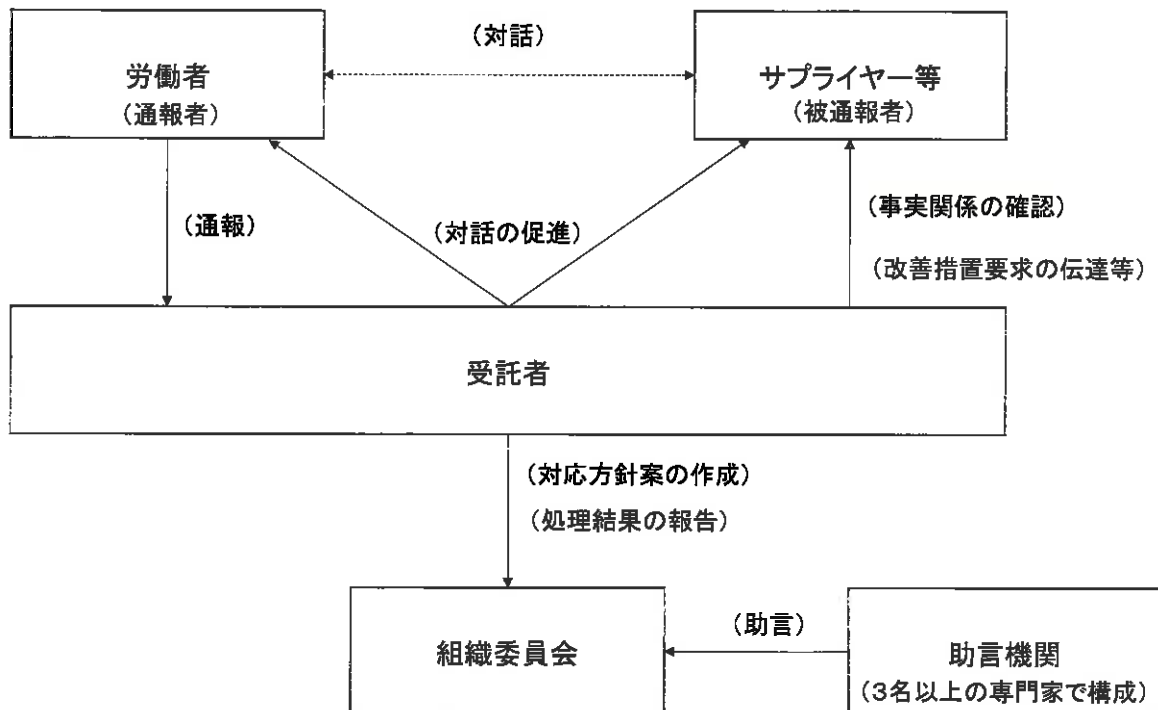 （対話）
労働者
（通報者）
サプライヤー等
（被通報者）
（通報）
（対話の促進）
（事実関係の確認）
（改善措置要求の伝達等）
受託者
（対応方針案の作成）
（処理結果の報告）
組織委員会
（助言）
助言機関
（3名以上の専門家で構成）